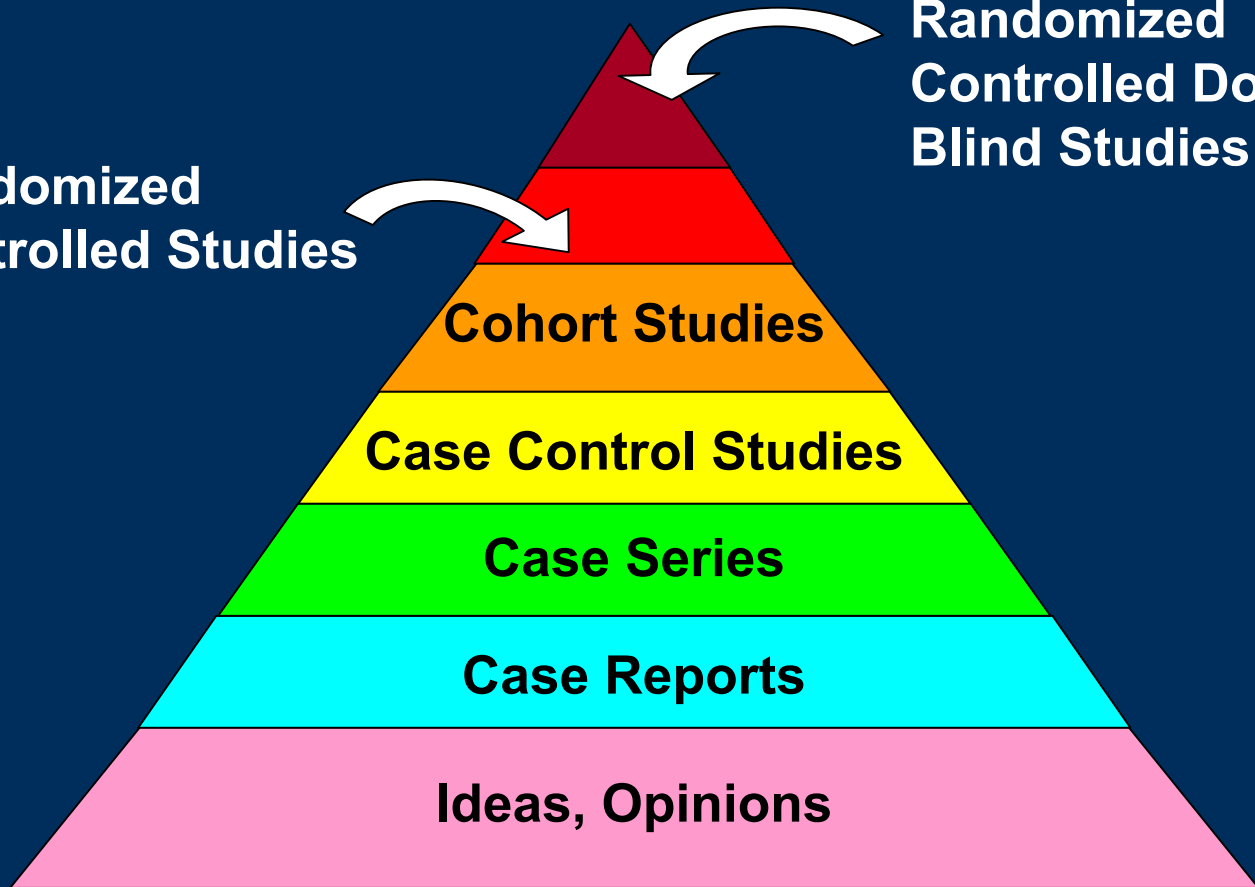 Randomized
Controlled Do
Blind Studies
domized
trolled Studies
Cohort Studies
Case Control Studies
Case Series
Case Reports
Ideas, Opinions